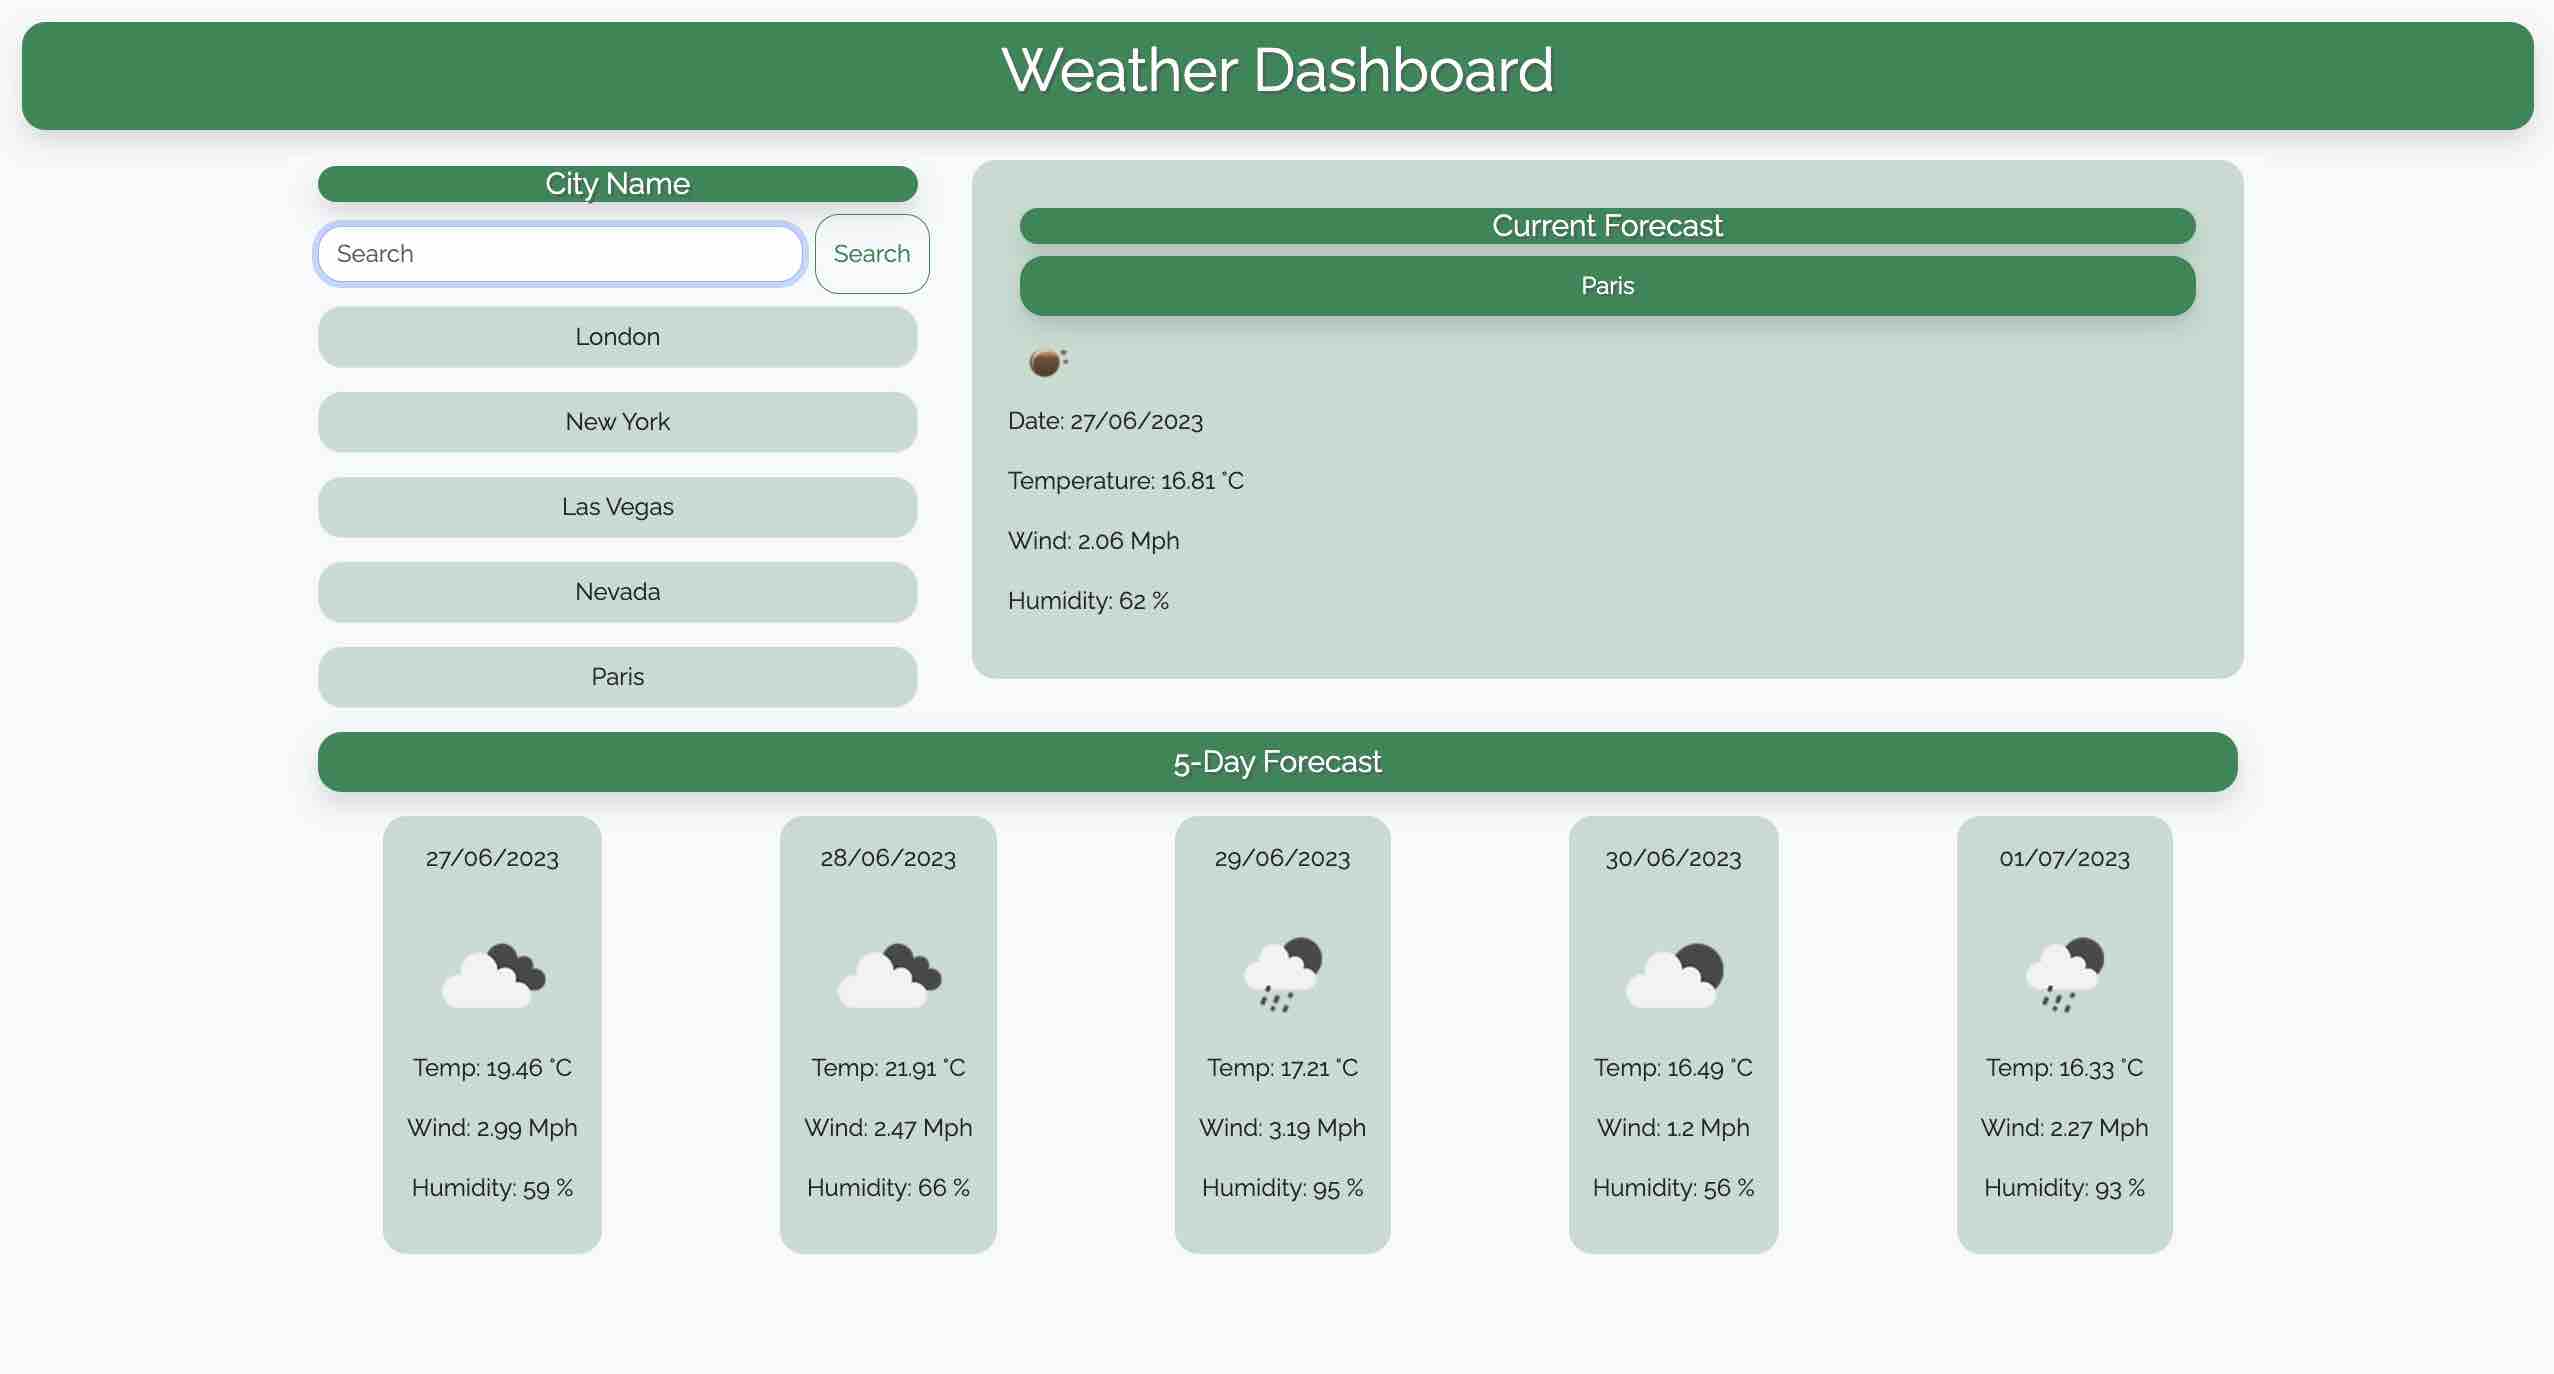 Weather Dashboard
City Name
Search
Search
London
New York
Las Vegas
Nevada
Paris
Current Forecast
Paris
Date: 27/06/2023
Temperature: 16.81 °C
Wind: 2.06 Mph
Humidity: 62 %
5-Day Forecast
27/06/2023
Temp: 19.46 °C
Wind: 2.99 Mph
Humidity: 59 %
28/06/2023
Temp: 21.91 °C
Wind: 2.47 Mph
Humidity: 66 %
29/06/2023
Temp: 17.21 °C
Wind: 3.19 Mph
Humidity: 95 %
30/06/2023
Temp: 16.49 °C
Wind: 1.2 Mph
Humidity: 56 %
01/07/2023
Temp: 16.33 °C
Wind: 2.27 Mph
Humidity: 93 %